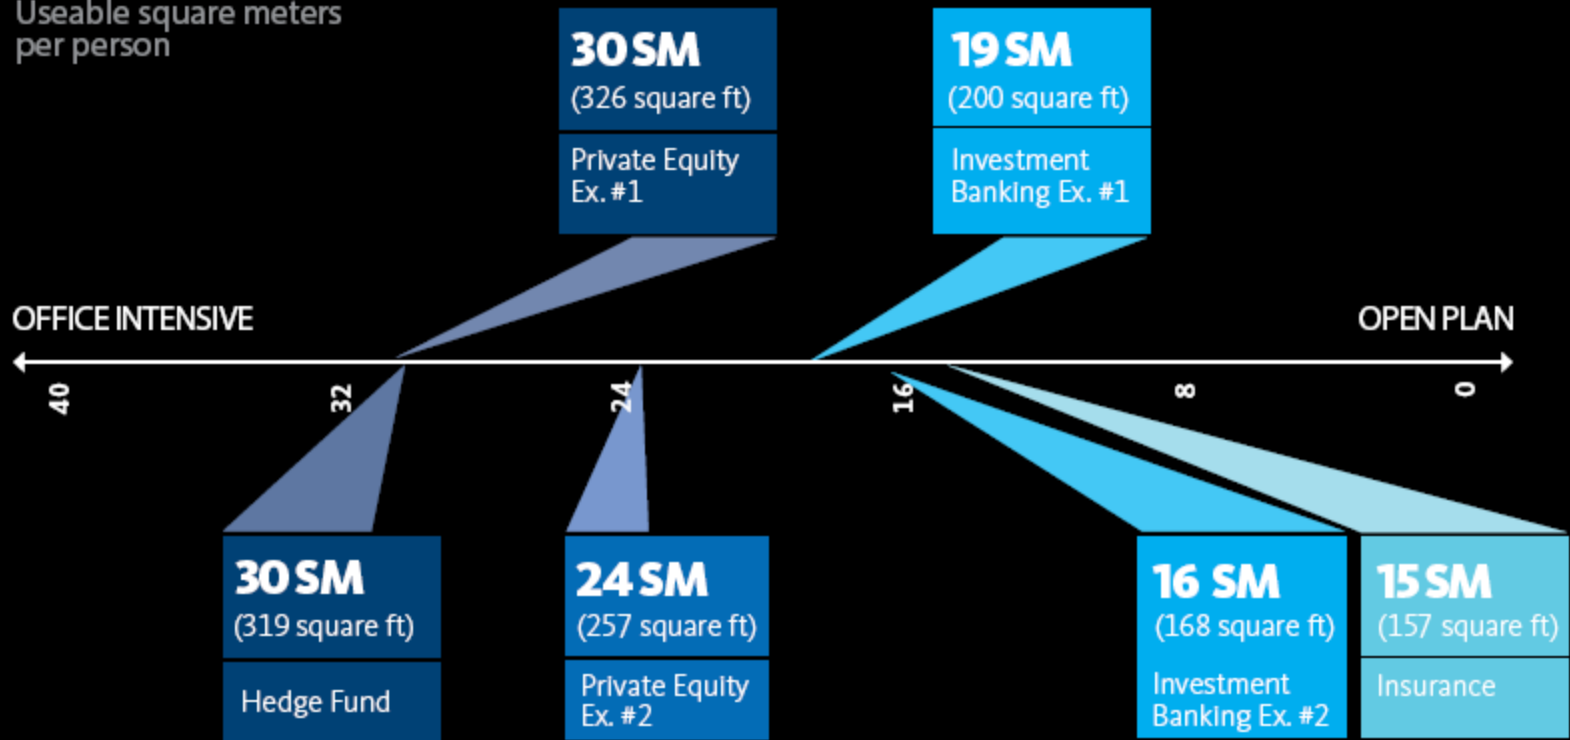 Useable square meters
per person
30 SM
(326 square ft)
Private Equity
Ex. #1
19 SM
(200 square ft)
Investment
Banking Ex. #1
OFFICE INTENSIVE
OPEN PLAN
40
32
24
16
8
0
30 SM
(319 square ft)
Hedge Fund
24 SM
(257 square ft)
Private Equity
Ex. #2
16 SM
(168 square ft)
Investment
Banking Ex. #2
15 SM
(157 square ft)
Insurance